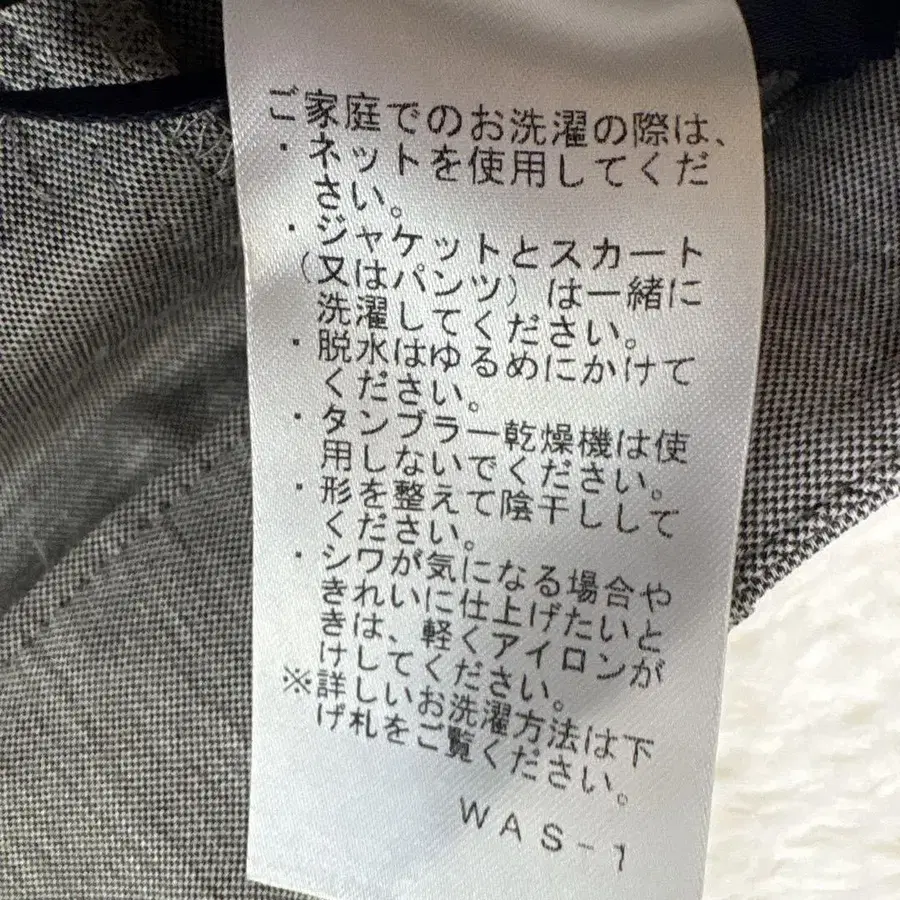 ご家庭でのお洗濯の際は、
・ネットを使用してくだ
さい。
・ジャケットとスカート
(又はパンツ)は一緒に
洗濯してください。
・脱水はゆるめにかけて
ください。
・タンブラー乾燥機は使
用しないでください。
・形を整えて陰干しして
ください。
・シワが気になる場合や
きれいに仕上げたいと
きは、軽くアイロンが
けしてください。
※詳しいお洗濯方法は下
げ札をご覧ください。
WAS-1